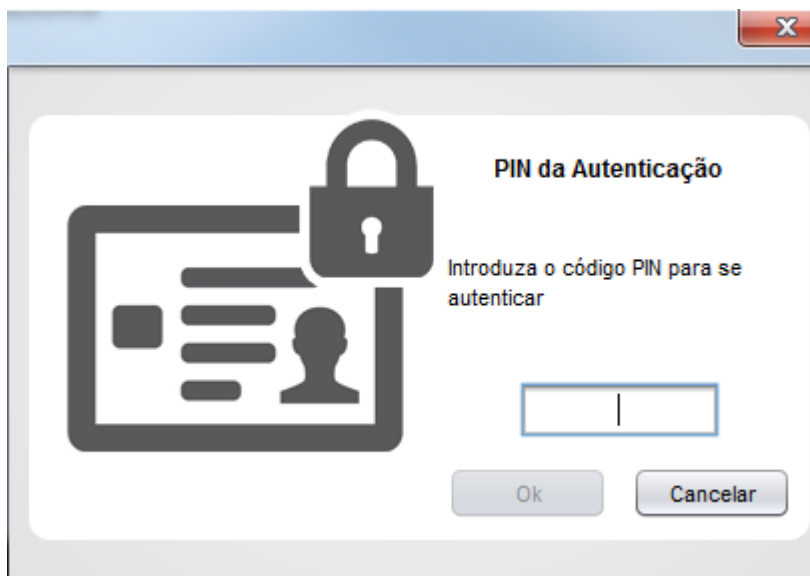 PIN da Autenticação
Introduza o código PIN para se
autenticar
Ok
Cancelar